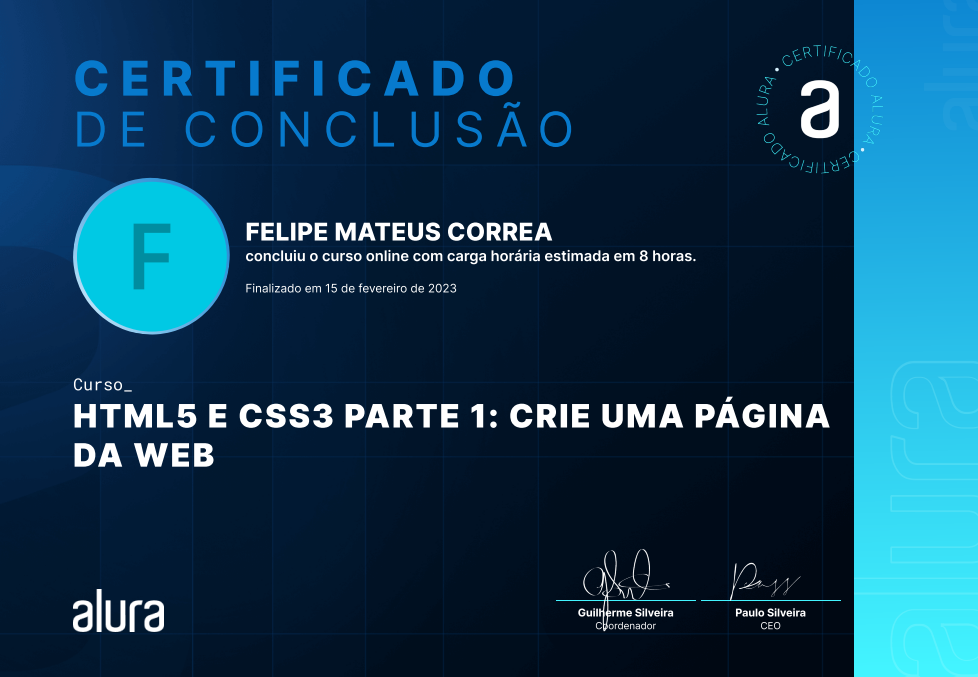 CERTIFICADO
DE CONCLUSÃO
CERTIFICADO ALURA • CERTIFICADO ALURA •
a
F
FELIPE MATEUS CORREA
concluiu o curso online com carga horária estimada em 8 horas.
Finalizado em 15 de fevereiro de 2023
Curso_
HTML5 E CSS3 PARTE 1: CRIE UMA PÁGINA
DA WEB
alura
Guilherme Silveira
Coordenador
Paulo Silveira
CEO
alura
alura